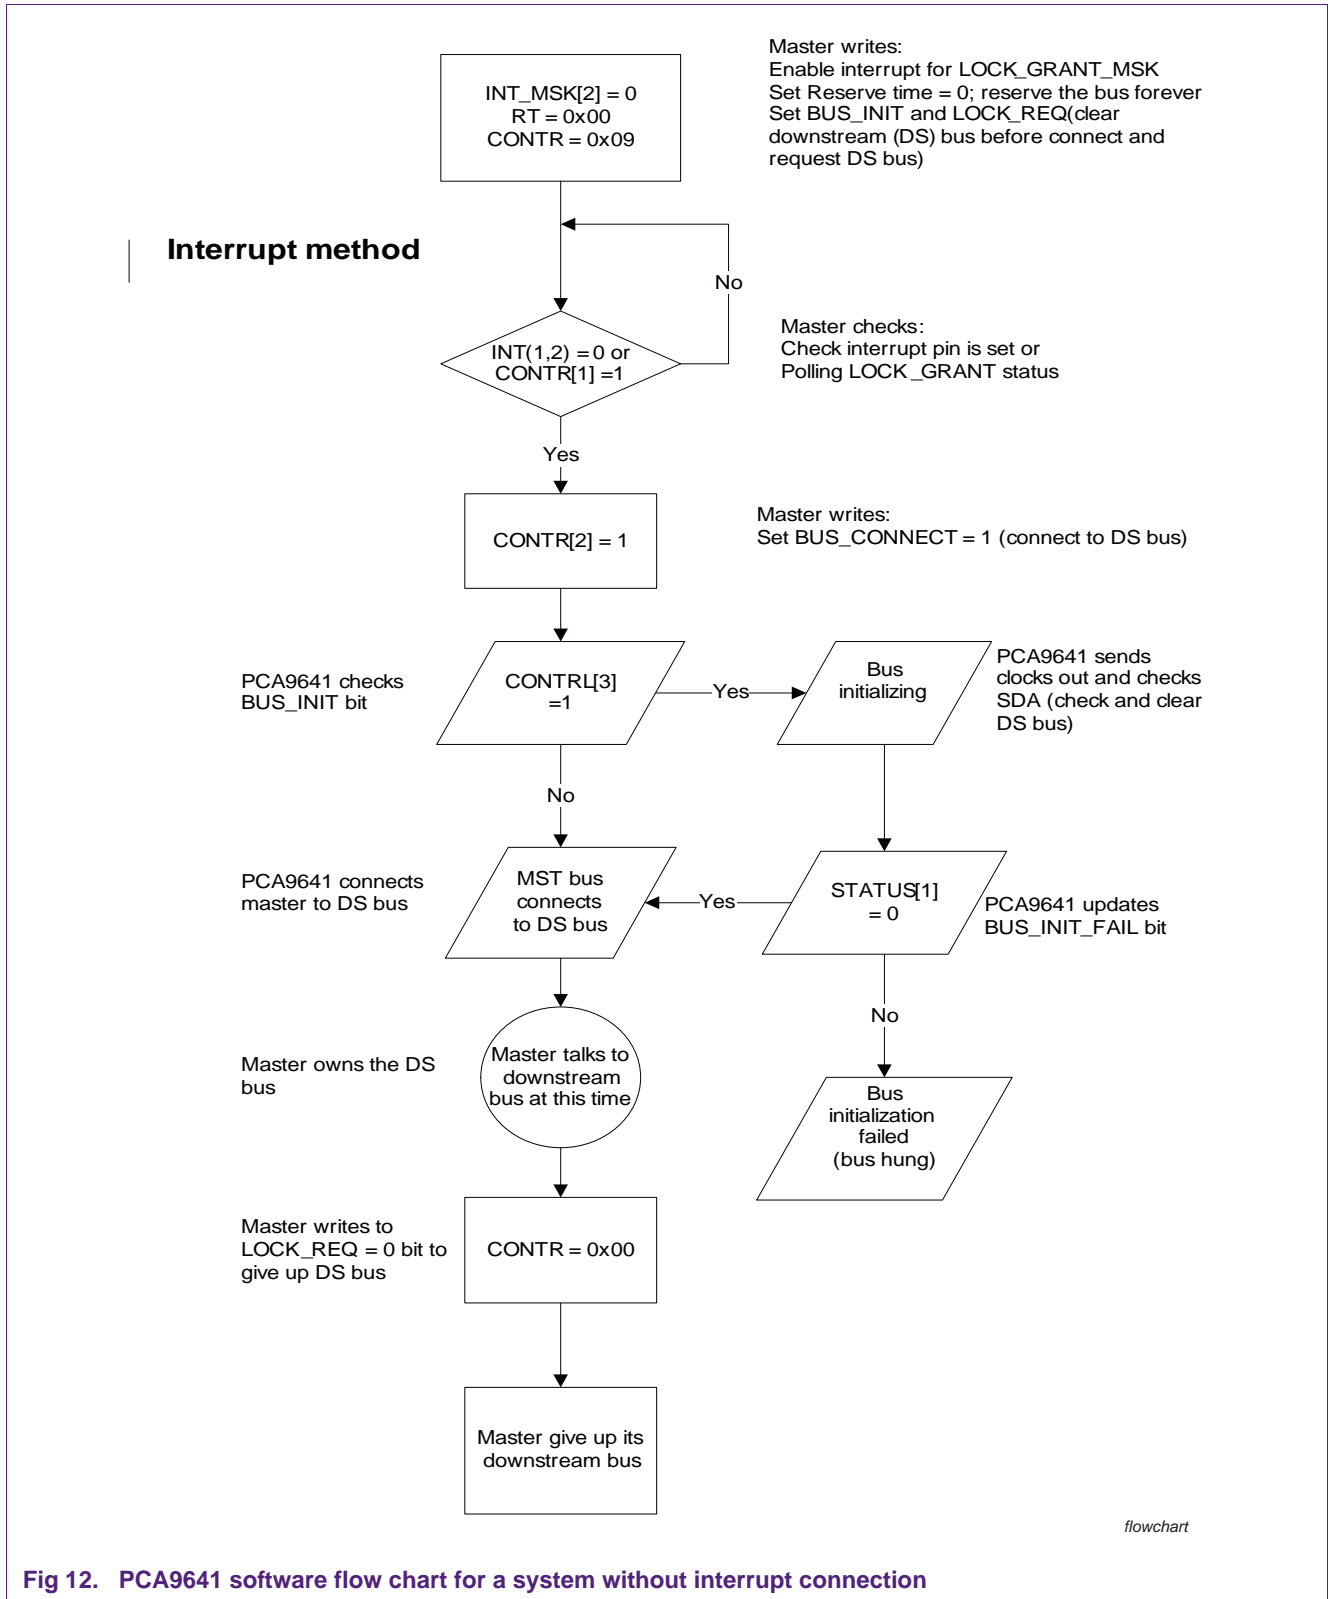 INT_MSK[2] = 0
RT = 0x00
CONTR = 0x09
Master writes:
Enable interrupt for LOCK_GRANT_MSK
Set Reserve time = 0; reserve the bus forever
Set BUS_INIT and LOCK_REQ(clear
downstream (DS) bus before connect and
request DS bus)
Interrupt method
No
INT(1,2) = 0 or
CONTR[1] =1
Master checks:
Check interrupt pin is set or
Polling LOCK_GRANT status
Yes
CONTR[2] = 1
Master writes:
Set BUS_CONNECT = 1 (connect to DS bus)
PCA9641 checks
BUS_INIT bit
CONTRL[3]
=1
Yes
Bus
initializing
PCA9641 sends
clocks out and checks
SDA (check and clear
DS bus)
No
PCA9641 connects
master to DS bus
MST bus
connects
to DS bus
Yes
STATUS[1]
= 0
PCA9641 updates
BUS_INIT_FAIL bit
No
Master owns the DS
bus
Master talks to
downstream
bus at this time
Bus
initialization
failed
(bus hung)
Master writes to
LOCK_REQ = 0 bit to
give up DS bus
CONTR = 0x00
Master give up its
downstream bus
flowchart
Fig 12. PCA9641 software flow chart for a system without interrupt connection